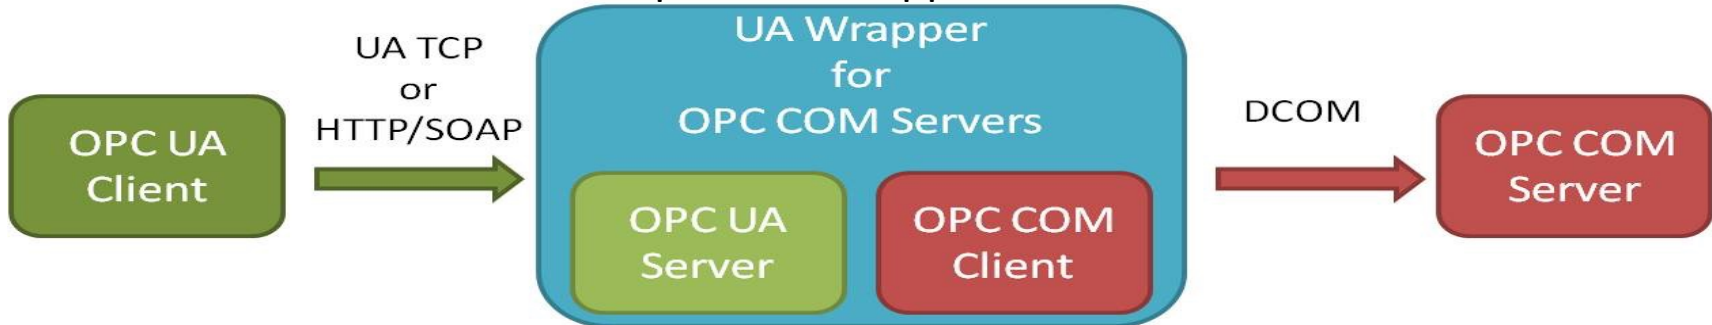 UA TCP
or
HTTP/SOAP
UA Wrapper
for
OPC COM Servers
DCOM
OPC UA
Client
OPC UA
Server
OPC COM
Client
OPC COM
Server